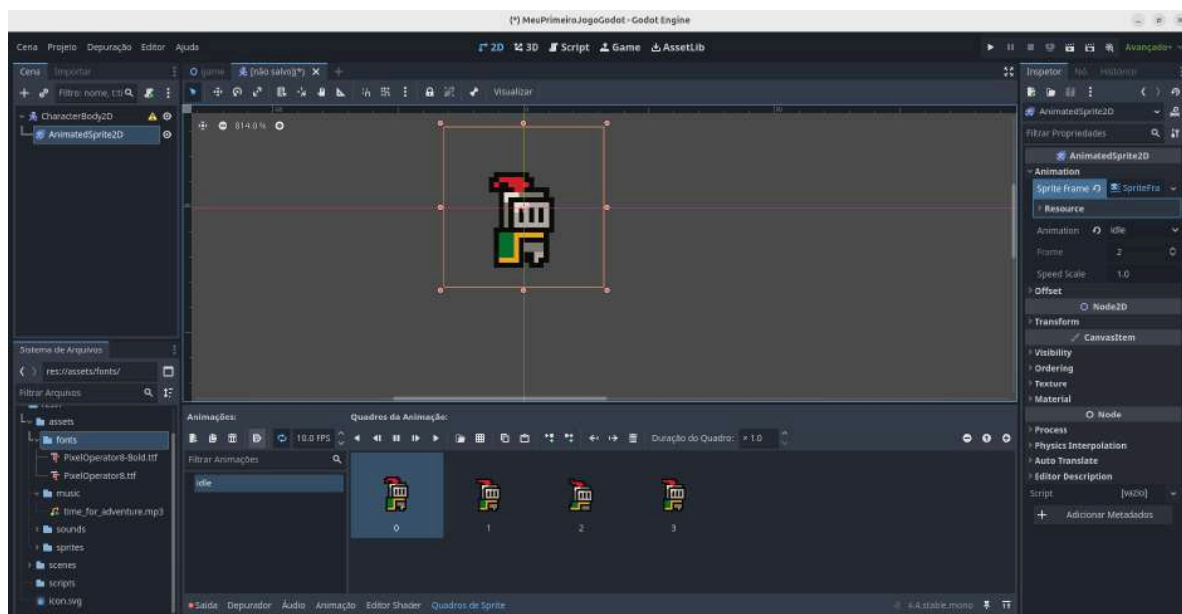 (*) MeuPrimeiroJogoGodot - Godot Engine
Cena Projeto Depuração Editor Ajuda
2D 3D Script Game AssetLib
Avançado+
Cena Importar
(não salvo)(*)
Inspetor Nó Histórico
Filtro: nome,
Visualizar
CharacterBody2D
AnimatedSprite2D
814.0 %
AnimatedSprite2D
Filtrar Propriedades
AnimatedSprite2D
Animation
Sprite Frame SpriteFra
Resource
Animation idle
Frame 2
Speed Scale 1.0
Offset
Node2D
Transform
CanvasItem
Visibility
Ordering
Texture
Material
Node
Process
Physics Interpolation
Auto Translate
Editor Description
Script [vazio]
Adicionar Metadados
Sistema de Arquivos
res://assets/fonts/
Filtrar Arquivos
assets
fonts
PixelOperator8-Bold.ttf
PixelOperator8.ttf
music
time_for_adventure.mp3
sounds
sprites
scenes
scripts
icon.svg
Animações:
Quadros da Animação:
10.0 FPS
Duração do Quadro: × 1.0
Filtrar Animações
idle
0 1 2 3
Saída Depurador Áudio Animação Editor Shader Quadros de Sprite
4.4.stable.mono